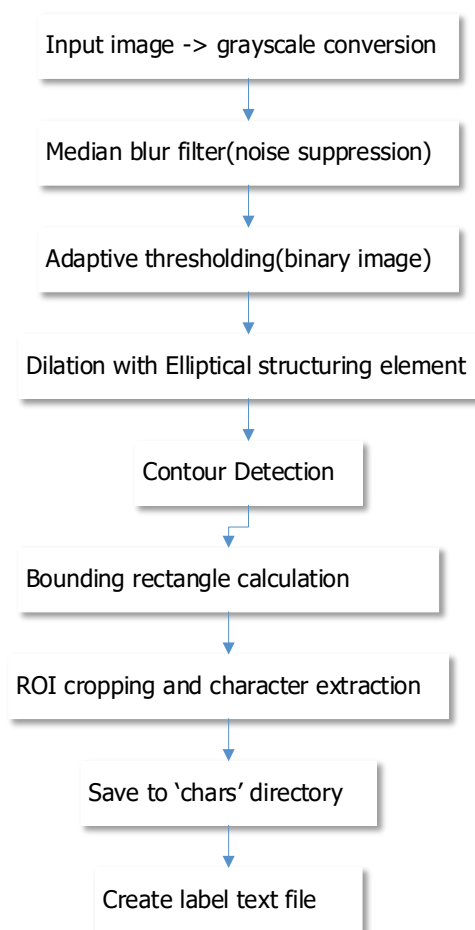 Input image -> grayscale conversion
Median blur filter(noise suppression)
Adaptive thresholding(binary image)
Dilation with Elliptical structuring element
Contour Detection
Bounding rectangle calculation
ROI cropping and character extraction
Save to ‘chars’ directory
Create label text file